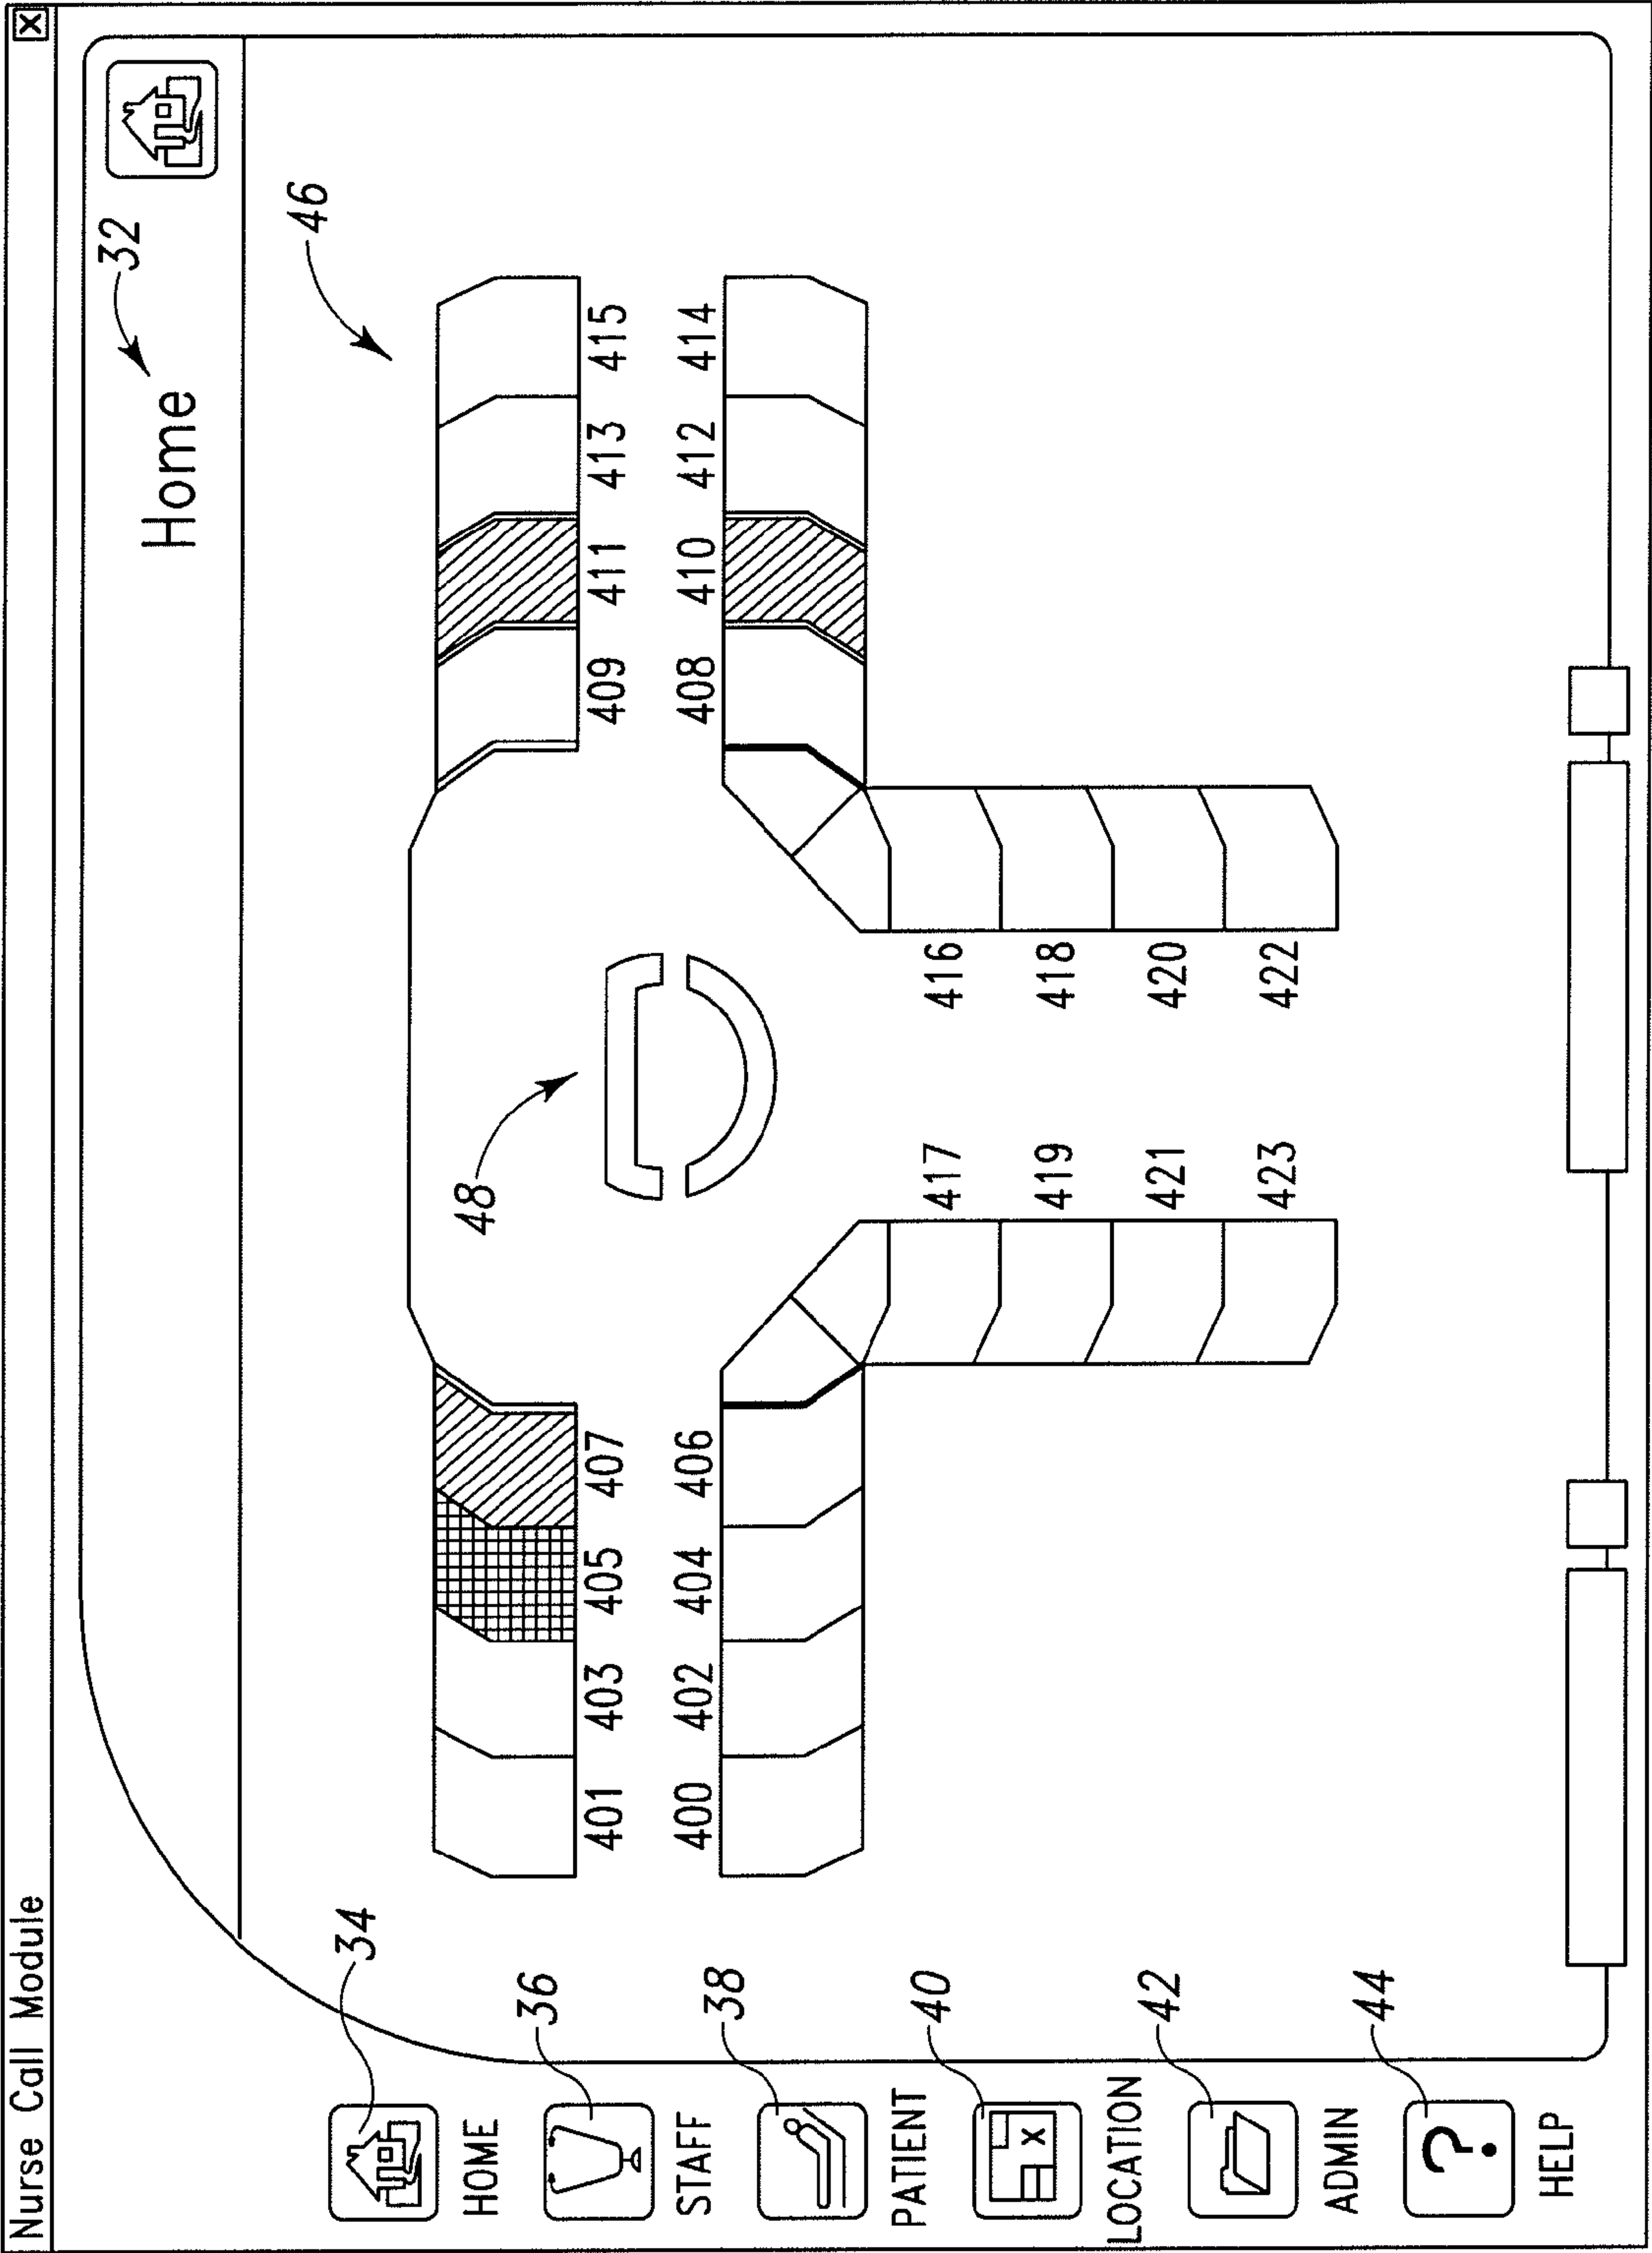 Nurse Call Module X
Home 32
34
HOME
36
STAFF
38
PATIENT
40
X
LOCATION
42
ADMIN
44
?
HELP
46
48
401 403 405 407 409 411 413 415
400 402 404 406 408 410 412 414
417 416
419 418
421 420
423 422